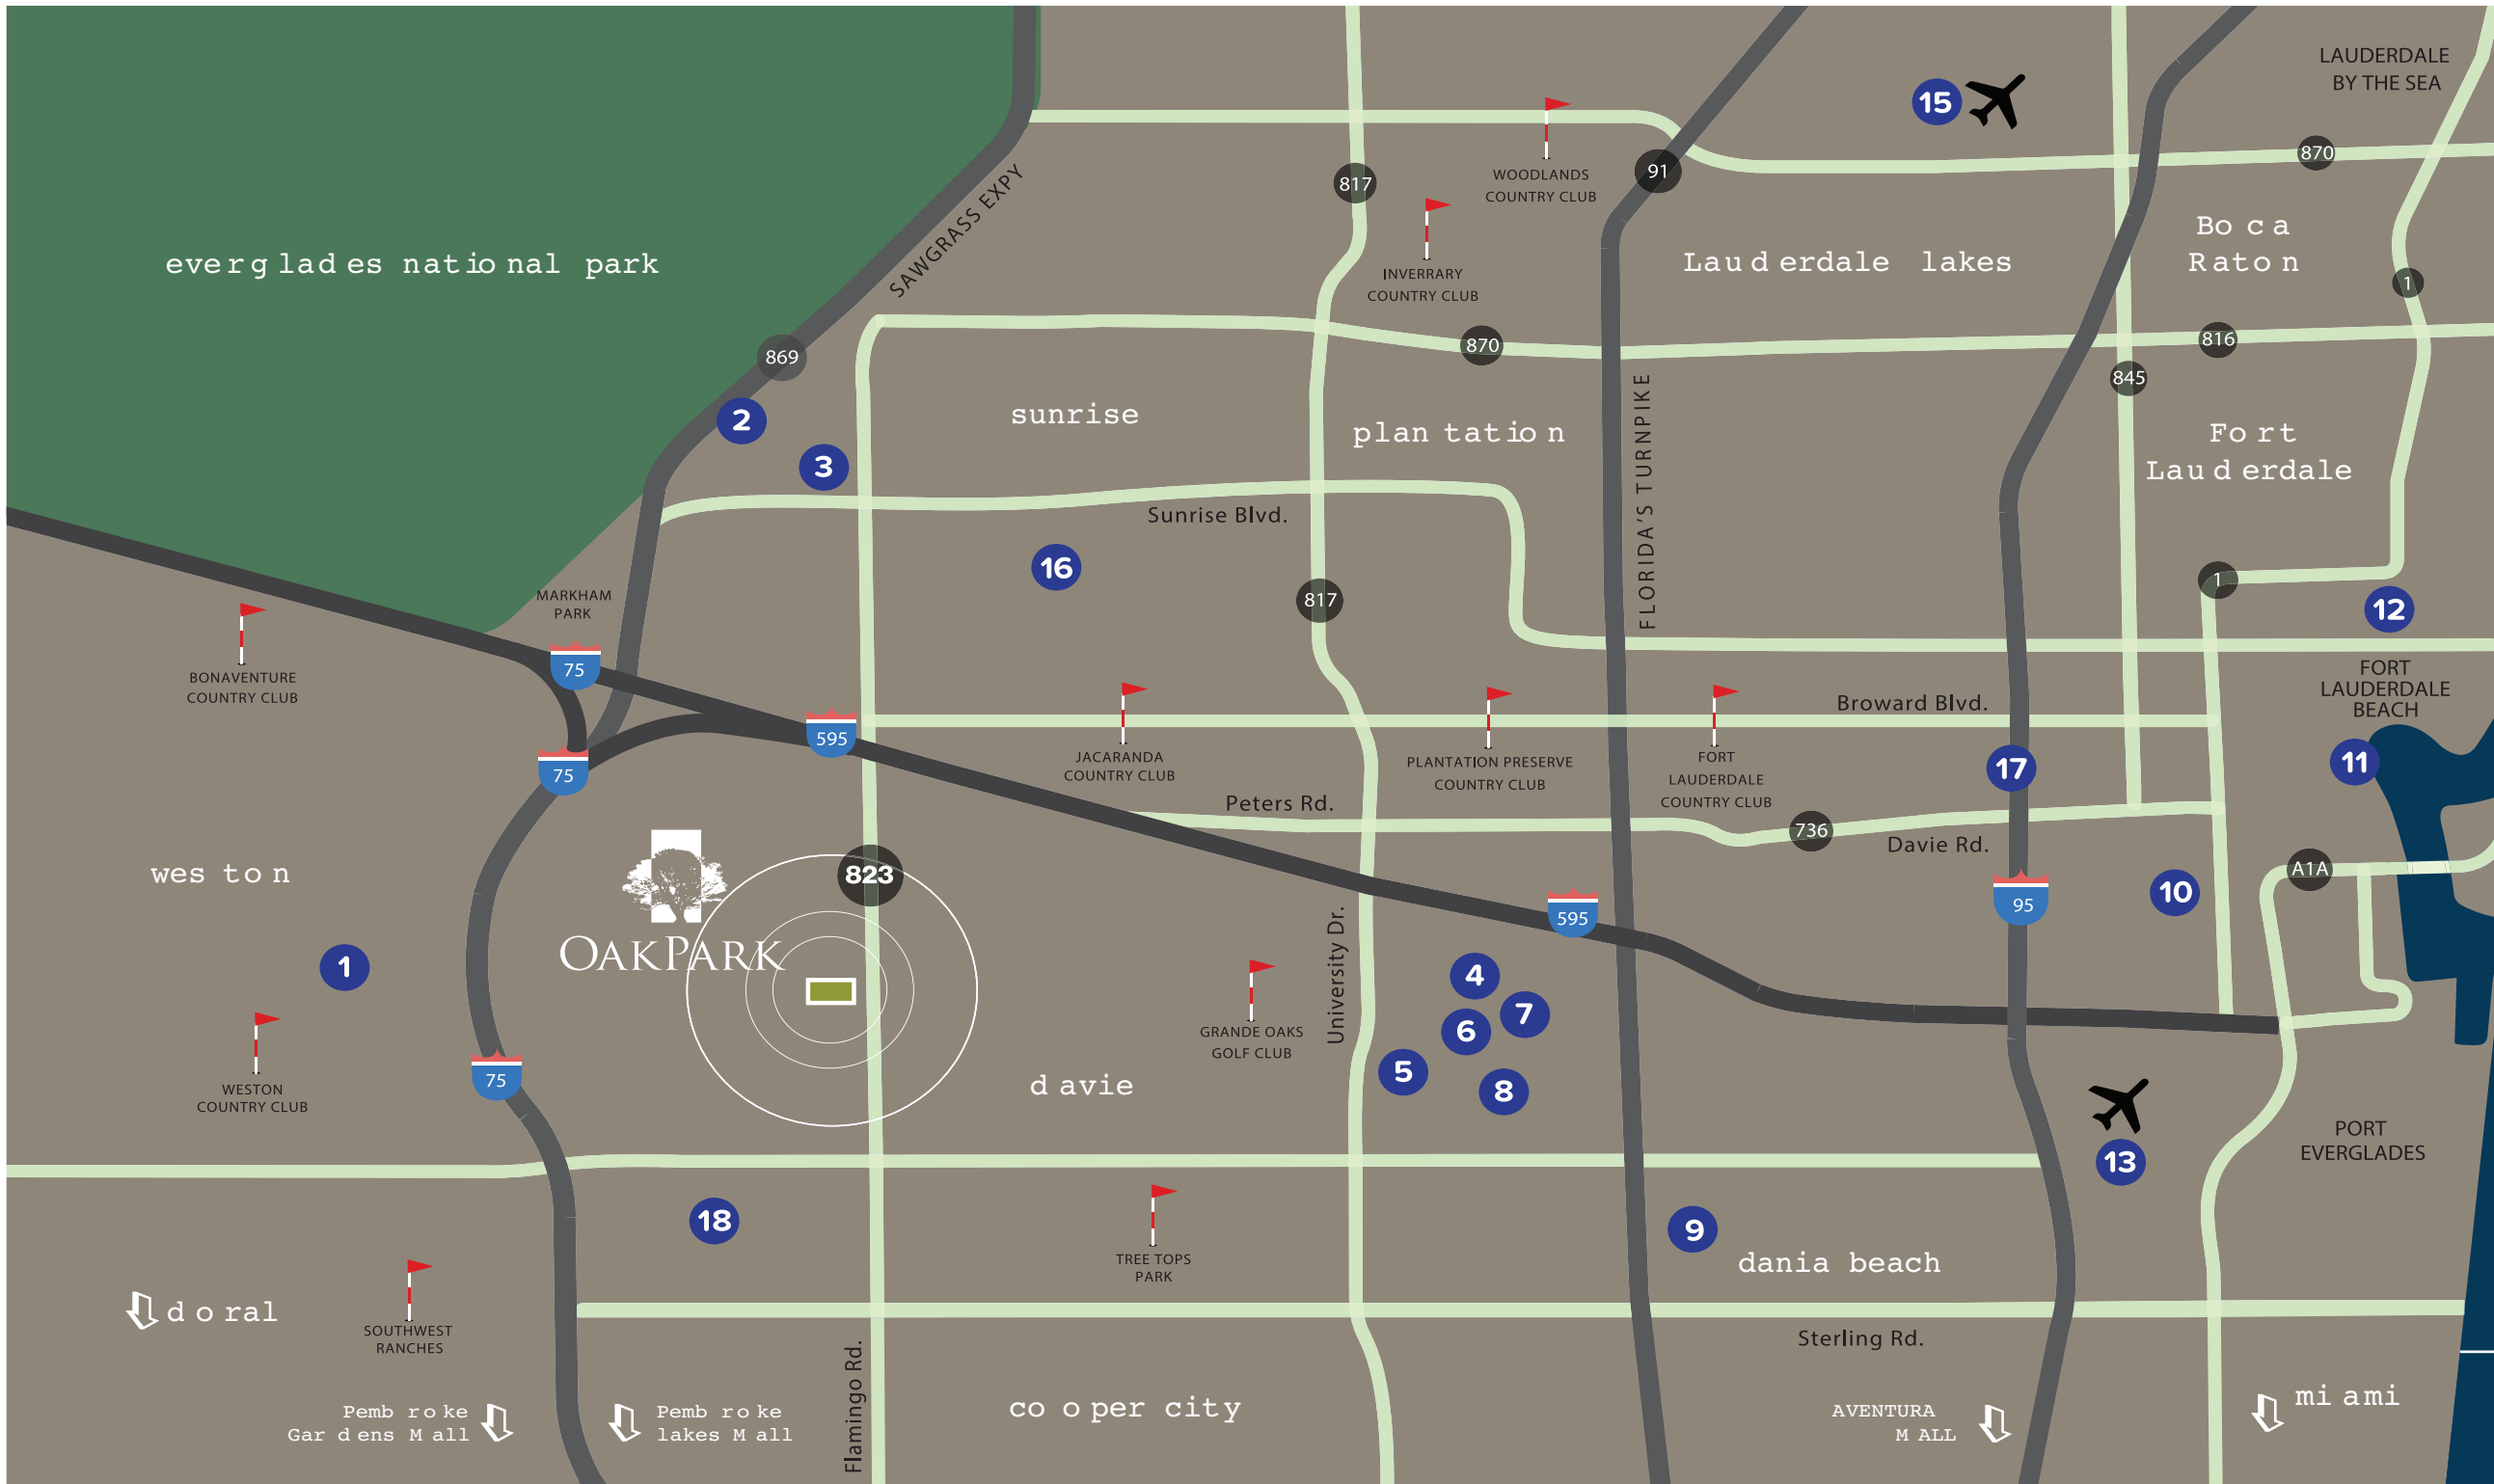 LAUDERDALE
BY THE SEA
15
870
SAWGRASS EXPY
817
91
WOODLANDS
COUNTRY CLUB
everglades national park
INVERRARY
COUNTRY CLUB
Lauderdale lakes
Boca
Raton
1
869
870
816
845
2
sunrise
plantation
FLORIDA'S TURNPIKE
Fort
Lauderdale
3
Sunrise Blvd.
16
817
1
12
MARKHAM
PARK
75
BONAVENTURE
COUNTRY CLUB
FORT
LAUDERDALE
BEACH
595
Broward Blvd.
75
JACARANDA
COUNTRY CLUB
PLANTATION PRESERVE
COUNTRY CLUB
FORT
LAUDERDALE
COUNTRY CLUB
17
11
Peters Rd.
736
Davie Rd.
weston
823
A1A
OAKPARK
595
95
10
1
University Dr.
4
7
6
5
8
GRANDE OAKS
GOLF CLUB
75
WESTON
COUNTRY CLUB
davie
13
PORT
EVERGLADES
18
9
TREE TOPS
PARK
dania beach
doral
SOUTHWEST
RANCHES
Sterling Rd.
Flamingo Rd.
Pembroke
Gardens Mall
Pembroke
lakes Mall
cooper city
AVENTURA
MALL
miami